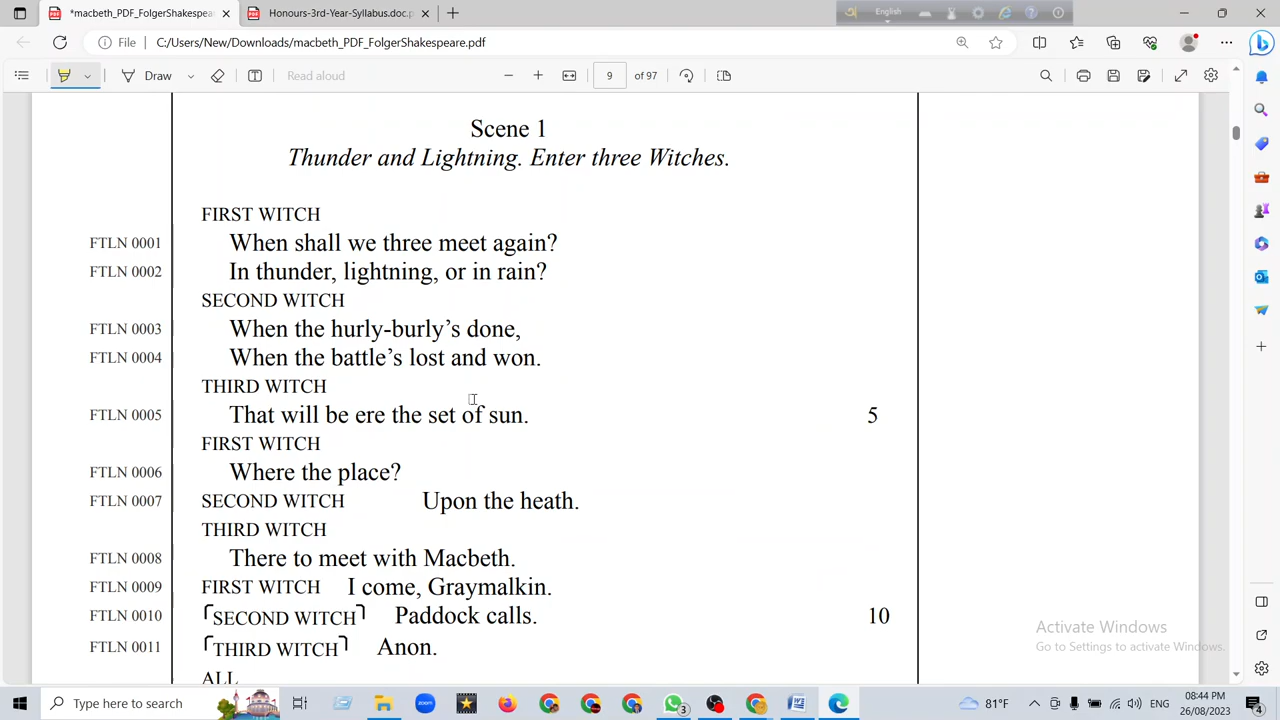 *macbeth_PDF_FolgerShakespea
Honours-3rd-Year-Syllabus.doc.p
English
File C:/Users/New/Downloads/macbeth_PDF_FolgerShakespeare.pdf
Draw Read aloud 9 of 97
Scene 1
Thunder and Lightning. Enter three Witches.
FIRST WITCH
FTLN 0001 When shall we three meet again?
FTLN 0002 In thunder, lightning, or in rain?
SECOND WITCH
FTLN 0003 When the hurly-burly’s done,
FTLN 0004 When the battle’s lost and won.
THIRD WITCH
FTLN 0005 That will be ere the set of sun. 5
FIRST WITCH
FTLN 0006 Where the place?
FTLN 0007 SECOND WITCH Upon the heath.
THIRD WITCH
FTLN 0008 There to meet with Macbeth.
FTLN 0009 FIRST WITCH I come, Graymalkin.
FTLN 0010 ⌜SECOND WITCH⌝ Paddock calls. 10
FTLN 0011 ⌜THIRD WITCH⌝ Anon.
ALL
Activate Windows
Go to Settings to activate Windows.
Type here to search
3
81°F
ENG
08:44 PM
26/08/2023
4